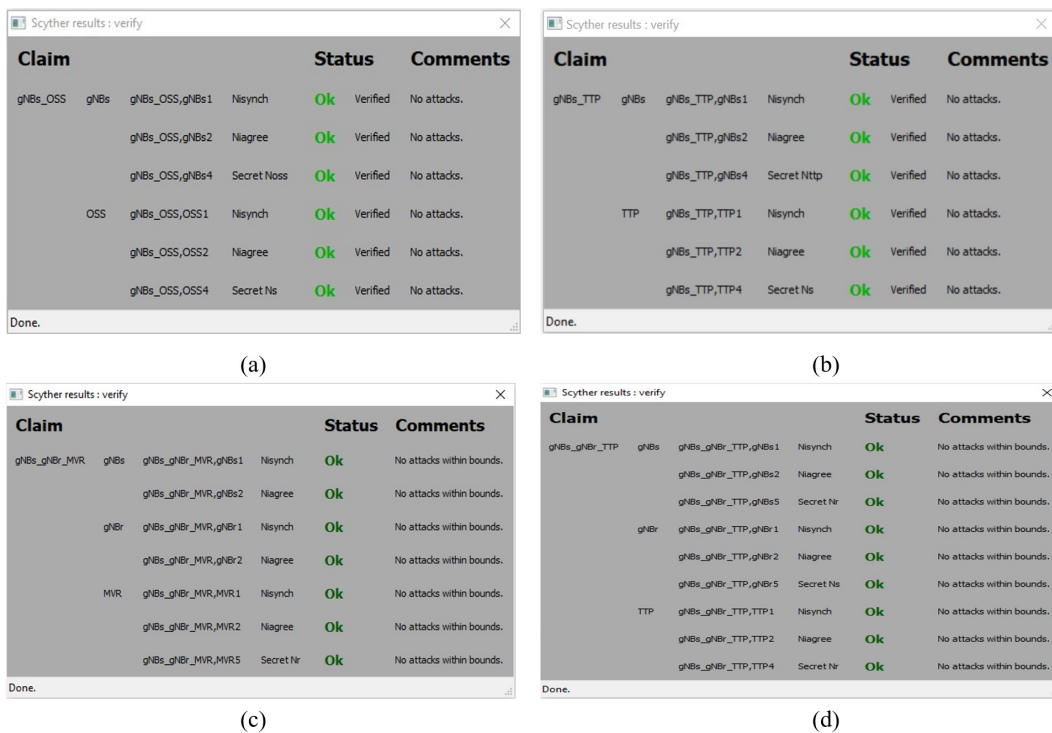 Scyther results : verify
Claim Status Comments
gNBs_OSS gNBs gNBs_OSS,gNBs1 Nisynch Ok Verified No attacks.
gNBs_OSS,gNBs2 Niagree Ok Verified No attacks.
gNBs_OSS,gNBs4 Secret Noss Ok Verified No attacks.
OSS gNBs_OSS,OSS1 Nisynch Ok Verified No attacks.
gNBs_OSS,OSS2 Niagree Ok Verified No attacks.
gNBs_OSS,OSS4 Secret Ns Ok Verified No attacks.
Done.
(a)
Scyther results : verify
Claim Status Comments
gNBs_TTP gNBs gNBs_TTP,gNBs1 Nisynch Ok Verified No attacks.
gNBs_TTP,gNBs2 Niagree Ok Verified No attacks.
gNBs_TTP,gNBs4 Secret Nttp Ok Verified No attacks.
TTP gNBs_TTP,TTP1 Nisynch Ok Verified No attacks.
gNBs_TTP,TTP2 Niagree Ok Verified No attacks.
gNBs_TTP,TTP4 Secret Ns Ok Verified No attacks.
Done.
(b)
Scyther results : verify
Claim Status Comments
gNBs_gNBr_MVR gNBs gNBs_gNBr_MVR,gNBs1 Nisynch Ok No attacks within bounds.
gNBs_gNBr_MVR,gNBs2 Niagree Ok No attacks within bounds.
gNBr gNBs_gNBr_MVR,gNBr1 Nisynch Ok No attacks within bounds.
gNBs_gNBr_MVR,gNBr2 Niagree Ok No attacks within bounds.
MVR gNBs_gNBr_MVR,MVR1 Nisynch Ok No attacks within bounds.
gNBs_gNBr_MVR,MVR2 Niagree Ok No attacks within bounds.
gNBs_gNBr_MVR,MVR5 Secret Nr Ok No attacks within bounds.
Done.
(c)
Scyther results : verify
Claim Status Comments
gNBs_gNBr_TTP gNBs gNBs_gNBr_TTP,gNBs1 Nisynch Ok No attacks within bounds.
gNBs_gNBr_TTP,gNBs2 Niagree Ok No attacks within bounds.
gNBs_gNBr_TTP,gNBs5 Secret Nr Ok No attacks within bounds.
gNBr gNBs_gNBr_TTP,gNBr1 Nisynch Ok No attacks within bounds.
gNBs_gNBr_TTP,gNBr2 Niagree Ok No attacks within bounds.
gNBs_gNBr_TTP,gNBr5 Secret Ns Ok No attacks within bounds.
TTP gNBs_gNBr_TTP,TTP1 Nisynch Ok No attacks within bounds.
gNBs_gNBr_TTP,TTP2 Niagree Ok No attacks within bounds.
gNBs_gNBr_TTP,TTP4 Secret Nr Ok No attacks within bounds.
Done.
(d)